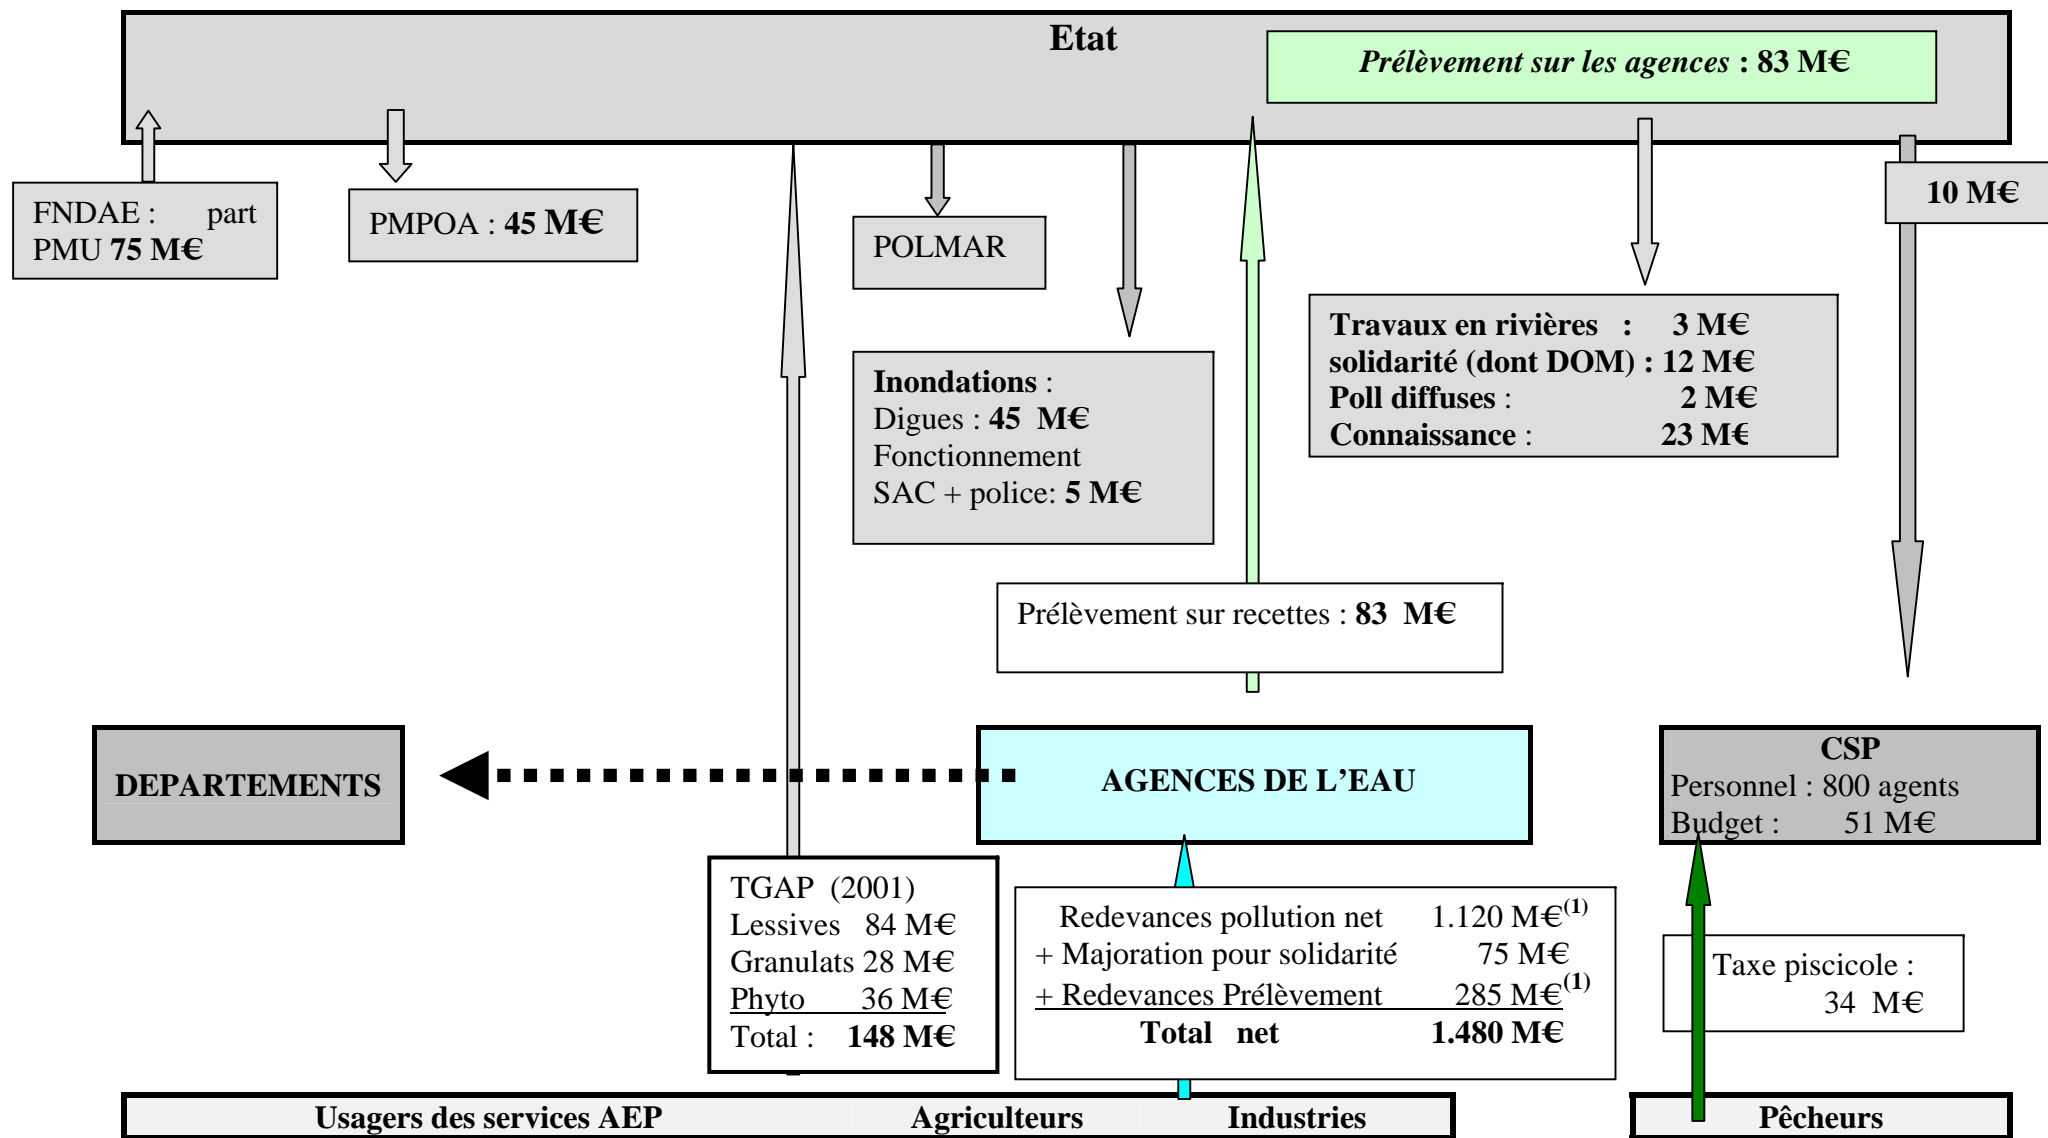 Etat
Prélèvement sur les agences : 83 M€
FNDAE : part
PMU 75 M€
PMPOA : 45 M€
POLMAR
10 M€
Inondations :
Digues : 45 M€
Fonctionnement
SAC + police: 5 M€
Travaux en rivières : 3 M€
solidarité (dont DOM) : 12 M€
Poll diffuses : 2 M€
Connaissance : 23 M€
Prélèvement sur recettes : 83 M€
DEPARTEMENTS
AGENCES DE L’EAU
CSP
Personnel : 800 agents
Budget : 51 M€
TGAP (2001)
Lessives 84 M€
Granulats 28 M€
Phyto 36 M€
Total : 148 M€
Redevances pollution net 1.120 M€(1)
+ Majoration pour solidarité 75 M€
+ Redevances Prélèvement 285 M€(1)
Total net 1.480 M€
Taxe piscicole :
34 M€
Usagers des services AEP Agriculteurs Industries
Pêcheurs